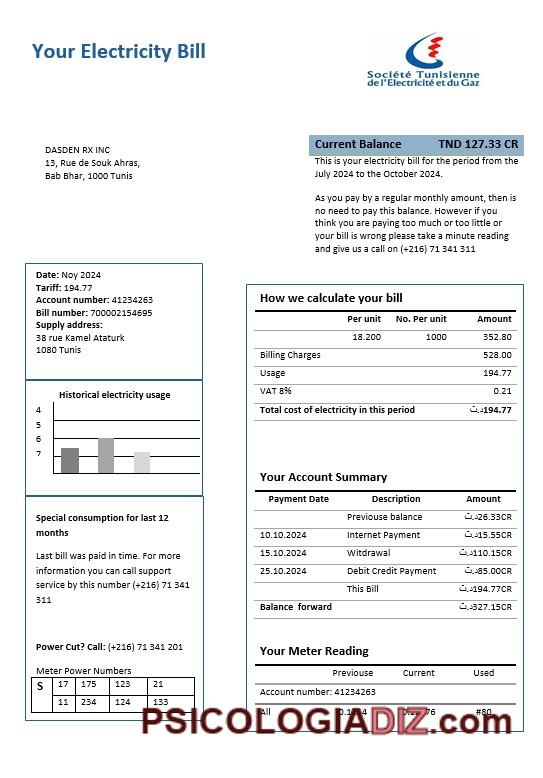 Your Electricity Bill
Société Tunisienne
de l'Electricité et du Gaz
DASDEN RX INC
13, Rue de Souk Ahras,
Bab Bhar, 1000 Tunis
Current Balance TND 127.33 CR
This is your electricity bill for the period from the
July 2024 to the October 2024.
As you pay by a regular monthly amount, then is
no need to pay this balance. However if you
think you are paying too much or too little or
your bill is wrong please take a minute reading
and give us a call on (+216) 71 341 311
Date: Noy 2024
Tariff: 194.77
Account number: 41234263
Bill number: 700002154695
Supply address:
38 rue Kamel Ataturk
1080 Tunis
Historical electricity usage
4
5
6
7
Special consumption for last 12
months
Last bill was paid in time. For more
information you can call support
service by this number (+216) 71 341
311
Power Cut? Call: (+216) 71 341 201
Meter Power Numbers
S 17 175 123 21
11 234 124 133
How we calculate your bill
Per unit No. Per unit Amount
18.200 1000 352.80
Billing Charges 528.00
Usage 194.77
VAT 8% 0.21
Total cost of electricity in this period د.ت194.77
Your Account Summary
Payment Date Description Amount
Previouse balance د.ت26.33CR
10.10.2024 Internet Payment د.ت15.55CR
15.10.2024 Witdrawal د.ت110.15CR
25.10.2024 Debit Credit Payment د.ت85.00CR
This Bill د.ت194.77CR
Balance forward د.ت327.15CR
Your Meter Reading
Previouse Current Used
Account number: 41234263
All #80
PSICOLOGIADIZ.com